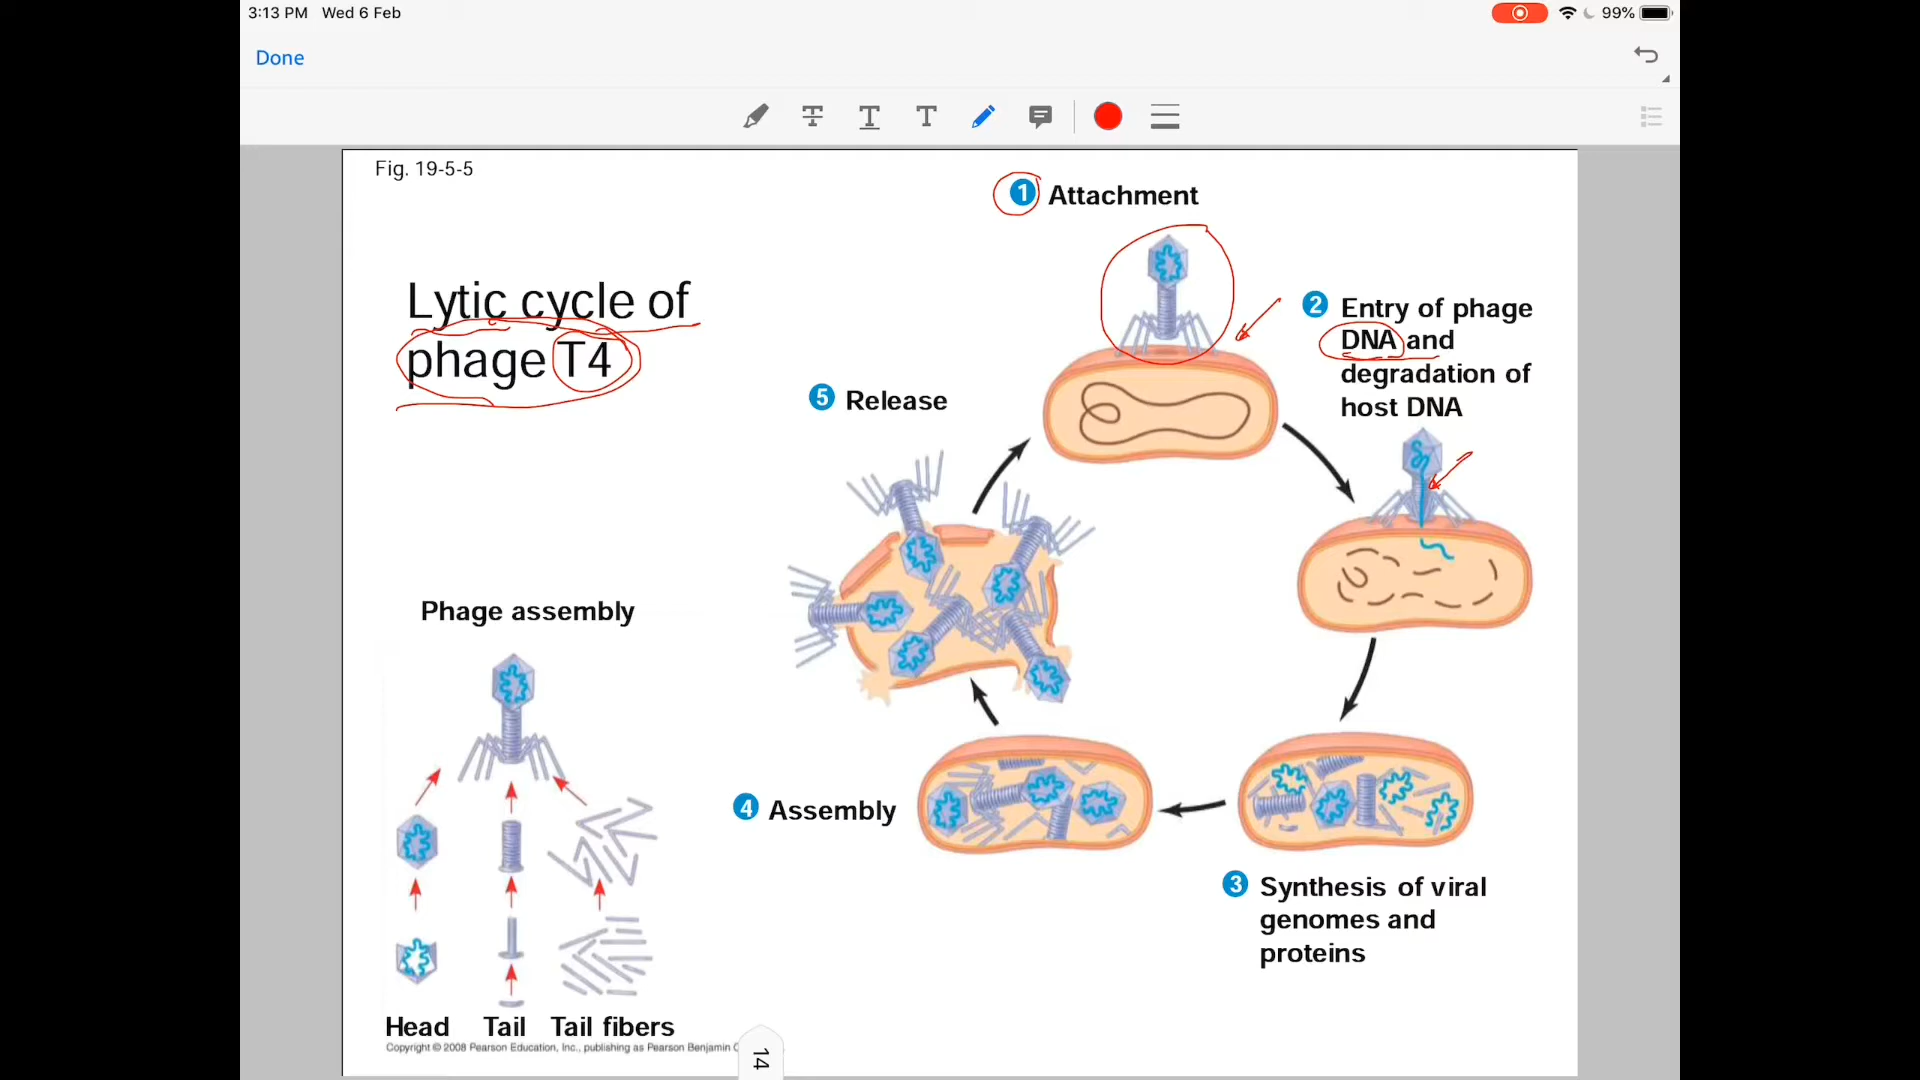 3:13 PM Wed 6 Feb
99%
Done
Fig. 19-5-5
Lytic cycle of
phage T4
1 Attachment
2 Entry of phage
DNA and
degradation of
host DNA
5 Release
Phage assembly
4 Assembly
3 Synthesis of viral
genomes and
proteins
Head Tail Tail fibers
Copyright © 2008 Pearson Education, Inc., publishing as Pearson Benjamin C
14